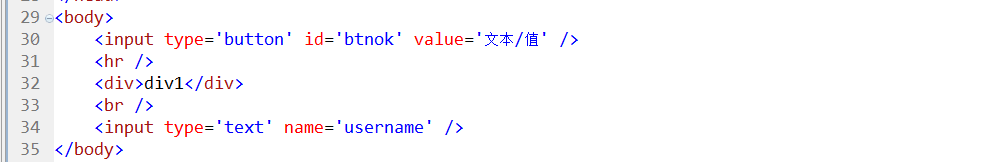 29 <body>
30 <input type='button' id='btnok' value='文本/值' />
31 <hr />
32 <div>div1</div>
33 <br />
34 <input type='text' name='username' />
35 </body>